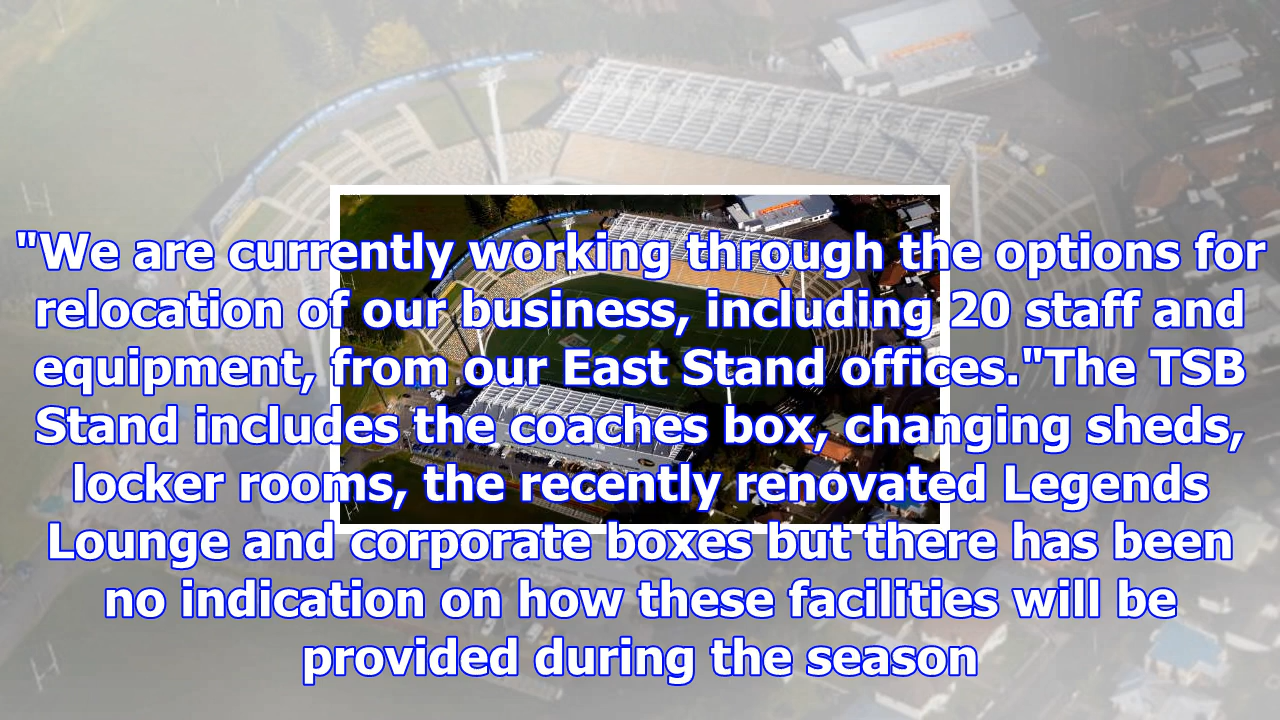 "We are currently working through the options for
relocation of our business, including 20 staff and
equipment, from our East Stand offices."The TSB
Stand includes the coaches box, changing sheds,
locker rooms, the recently renovated Legends
Lounge and corporate boxes but there has been
no indication on how these facilities will be
provided during the season